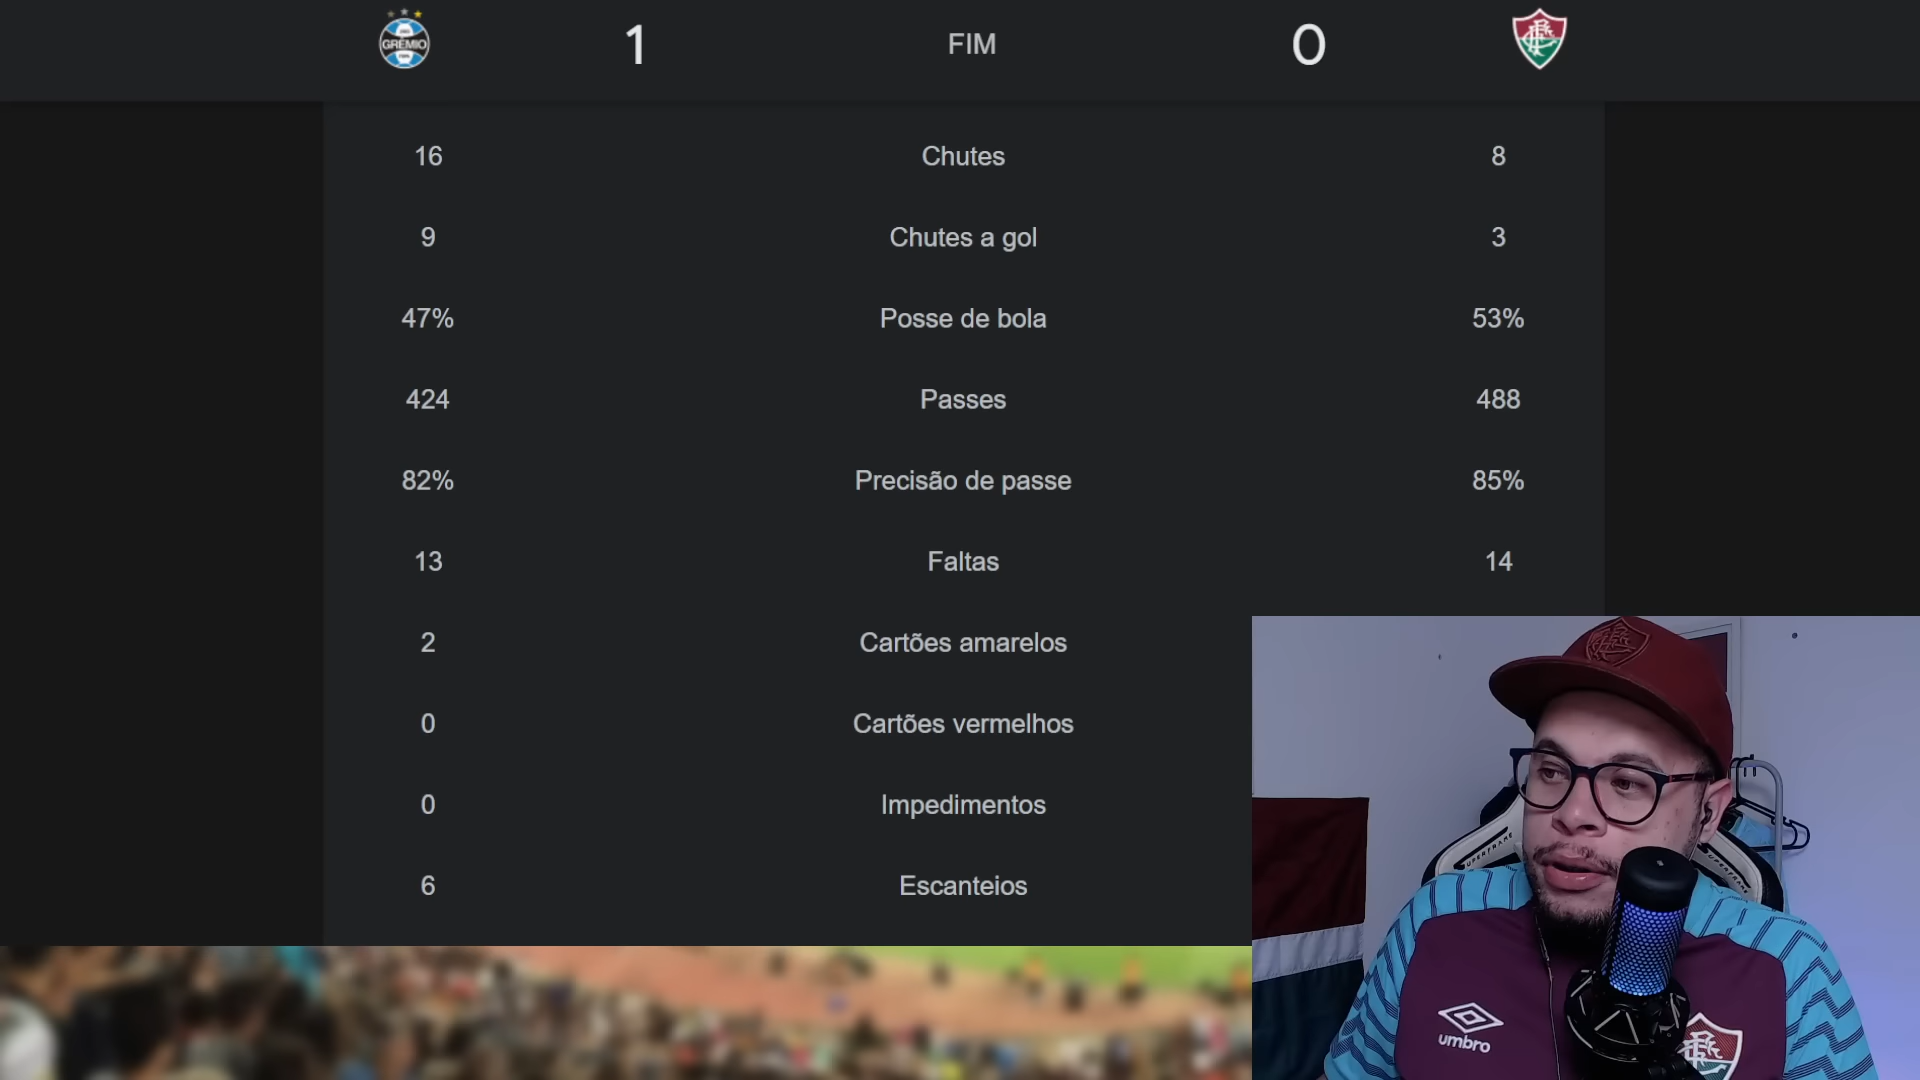 GRÊMIO
1 FIM 0
16 Chutes 8
9 Chutes a gol 3
47% Posse de bola 53%
424 Passes 488
82% Precisão de passe 85%
13 Faltas 14
2 Cartões amarelos
0 Cartões vermelhos
0 Impedimentos
6 Escanteios
SUPERFRAME
SUPERFRAME
umbro